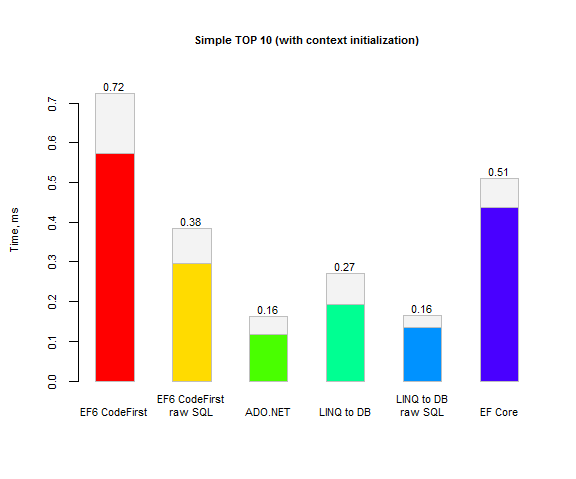 Simple TOP 10 (with context initialization)
Time, ms
0.7
0.6
0.5
0.4
0.3
0.2
0.1
0.0
0.72
0.38
0.16
0.27
0.16
0.51
EF6 CodeFirst
EF6 CodeFirst
raw SQL
ADO.NET
LINQ to DB
LINQ to DB
raw SQL
EF Core